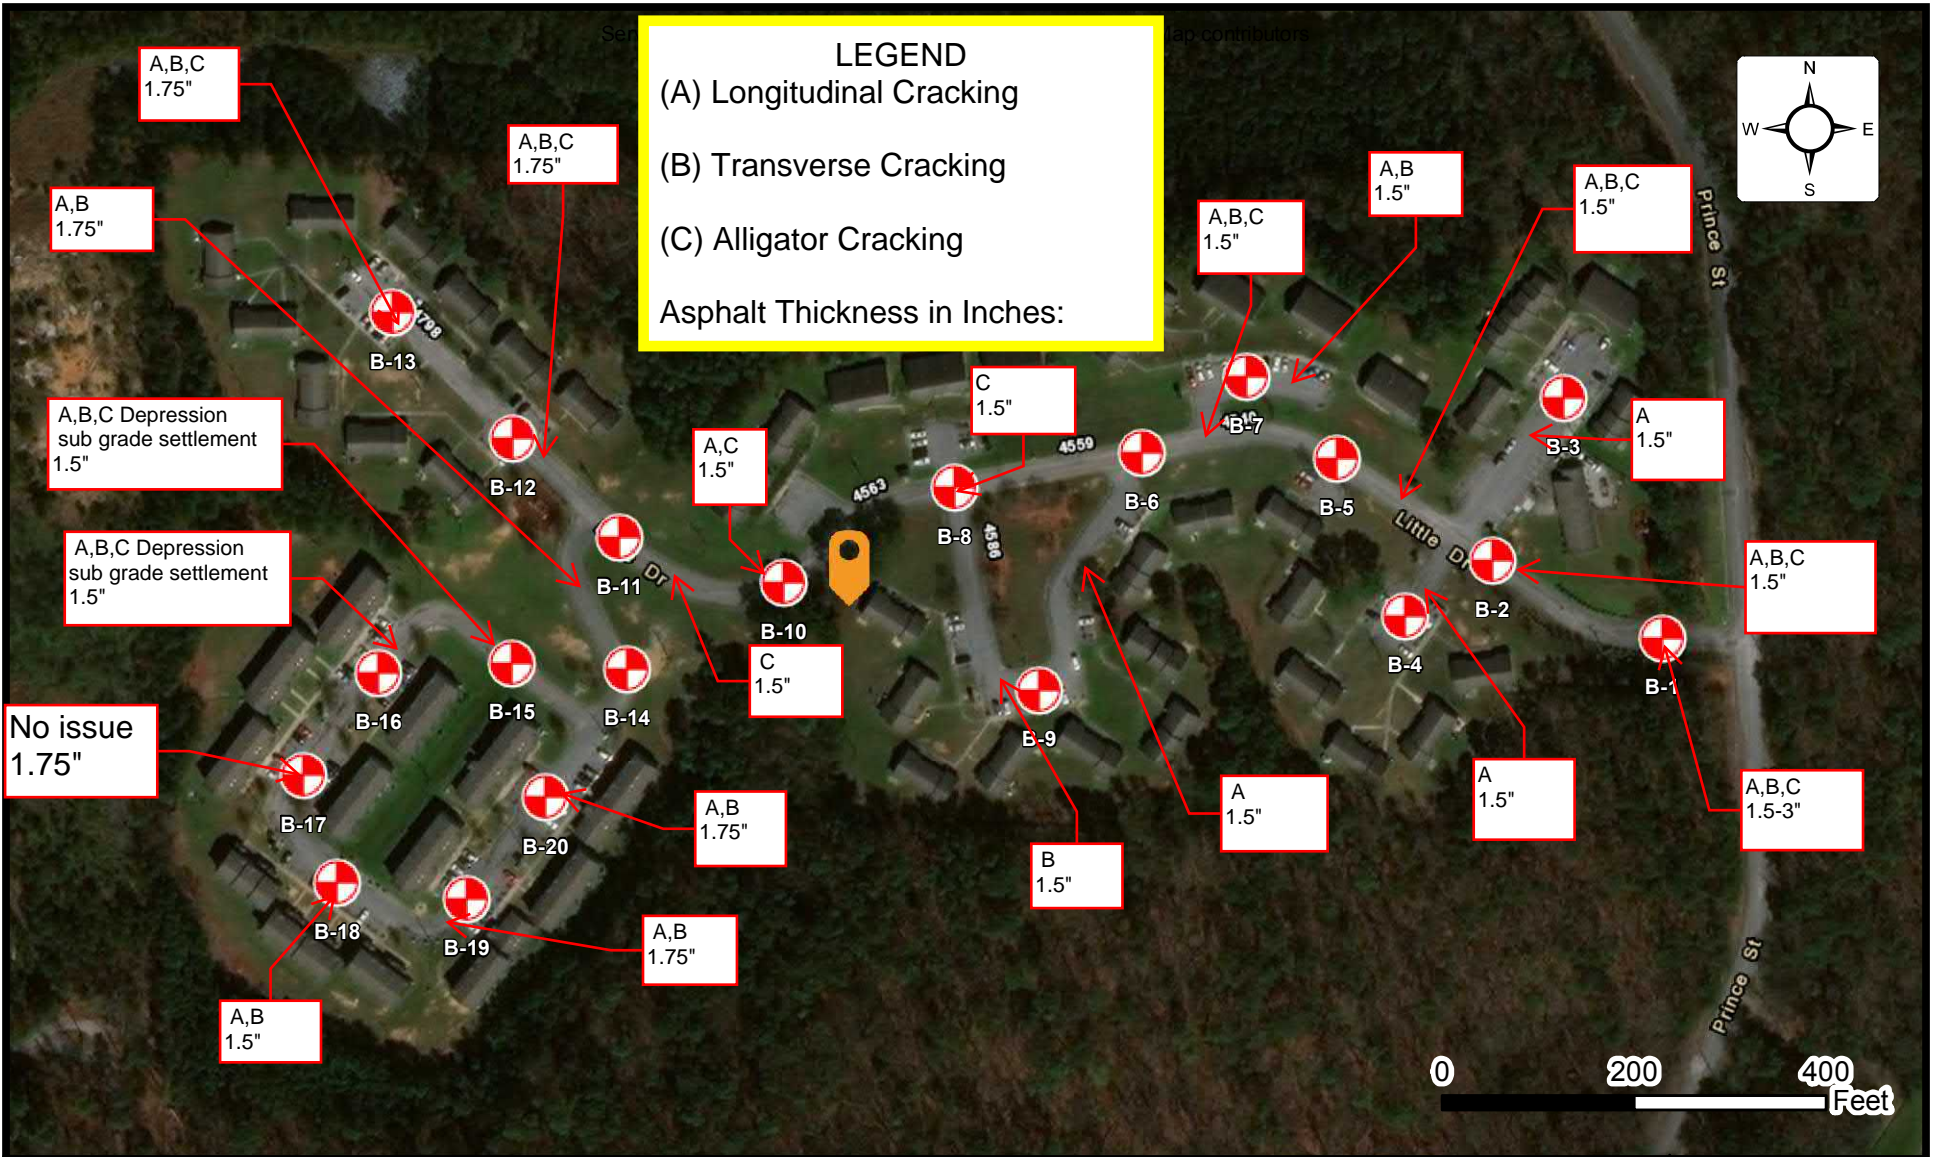 LEGEND
(A) Longitudinal Cracking
(B) Transverse Cracking
(C) Alligator Cracking
Asphalt Thickness in Inches:
Map contributors
N
W
E
S
A,B,C
1.75"
A,B,C
1.75"
A,B
1.75"
A,B,C Depression
sub grade settlement
1.5"
A,B,C Depression
sub grade settlement
1.5"
No issue
1.75"
A,B
1.5"
A,B
1.75"
A,B
1.75"
C
1.5"
A,C
1.5"
C
1.5"
B
1.5"
A
1.5"
A
1.5"
A,B,C
1.5-3"
A,B,C
1.5"
A
1.5"
A,B,C
1.5"
A,B
1.5"
A,B,C
1.5"
B-13
B-12
B-11
B-10
B-8
B-6
B-7
B-5
B-3
B-2
B-4
B-1
B-9
B-14
B-15
B-16
B-17
B-18
B-19
B-20
4798
4563
4559
4586
Dr
Little Dr
Prince St
Prince St
0
200
400
Feet